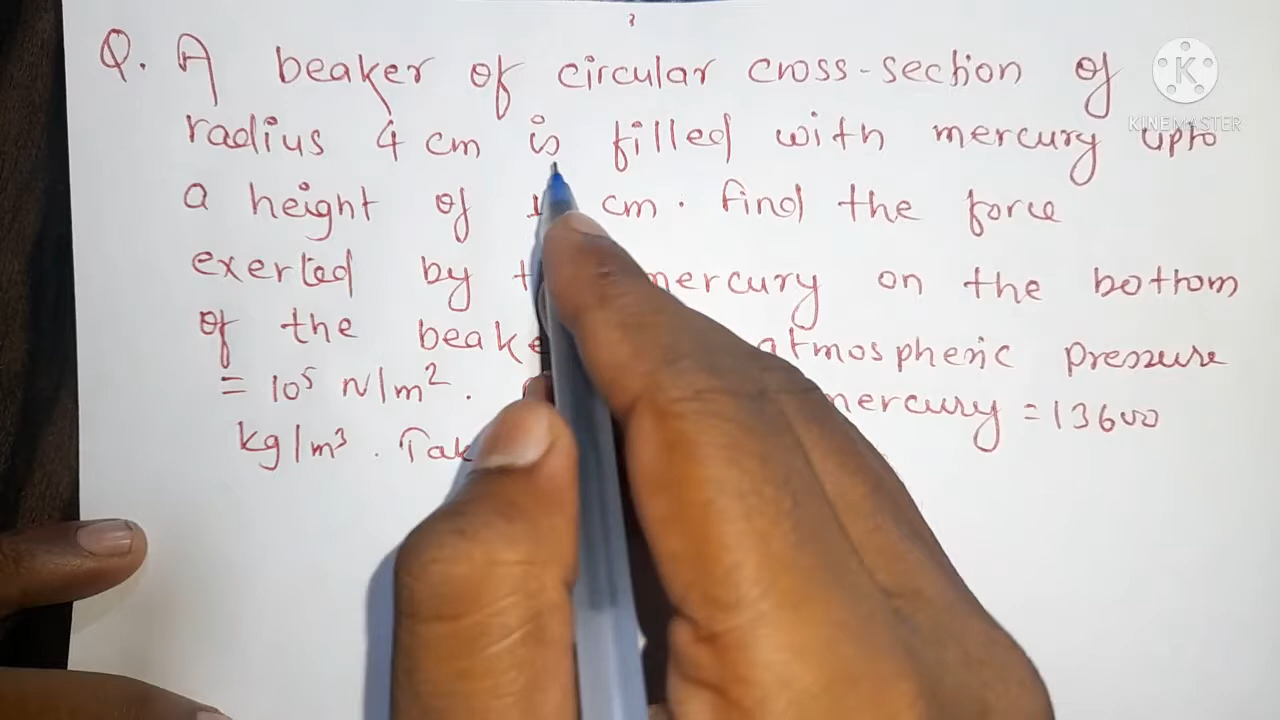 Q. A beaker of circular cross-section of
radius 4 cm is filled with mercury upto
a height of cm. find the force
exerted by mercury on the bottom
of the beake atmospheric pressure
= 10⁵ N/m². mercury = 13600
kg/m³. Tak
K
KINEMASTER